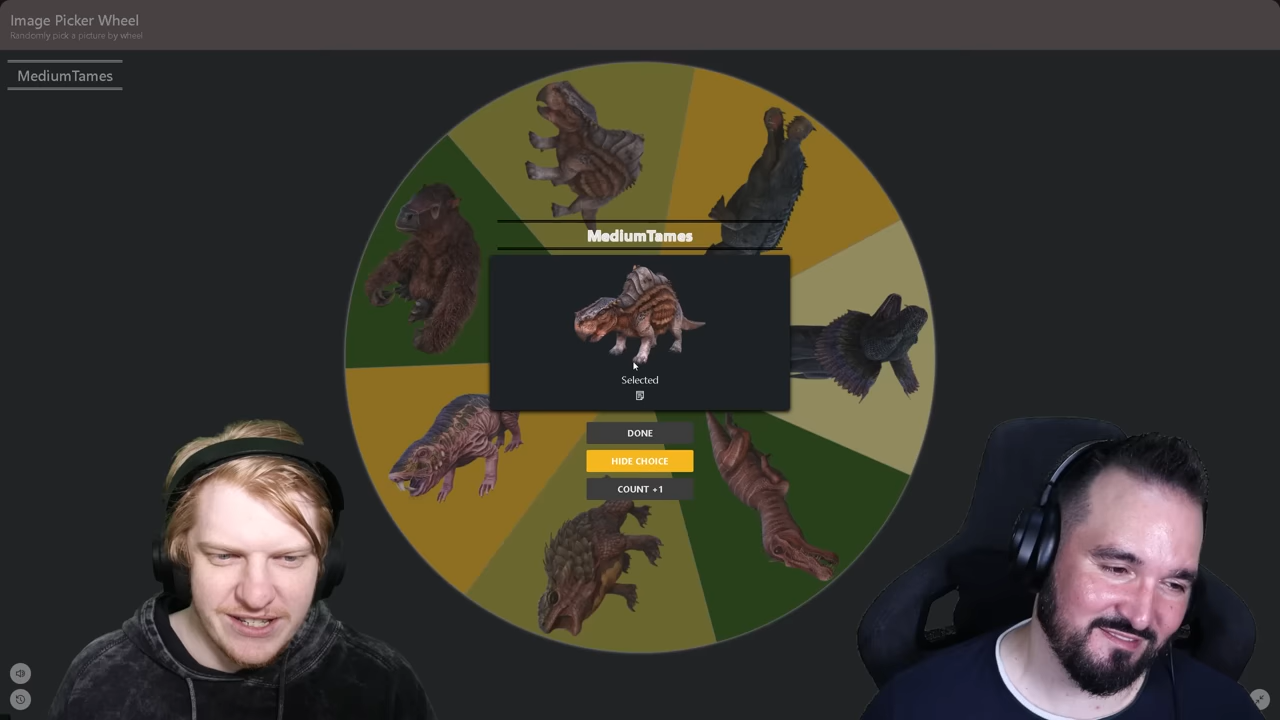 Image Picker Wheel
Randomly pick a picture by wheel
MediumTames
MediumTames
Selected
DONE
HIDE CHOICE
COUNT +1